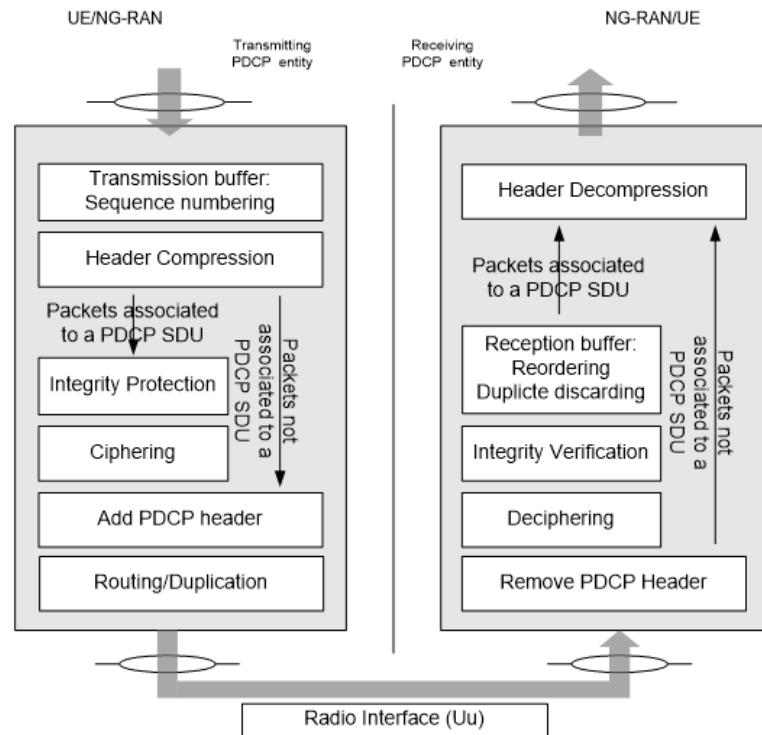 UE/NG-RAN
NG-RAN/UE
Transmitting
PDCP entity
Receiving
PDCP entity
Transmission buffer:
Sequence numbering
Header Compression
Packets associated
to a PDCP SDU
Packets not
associated to a
PDCP SDU
Integrity Protection
Ciphering
Add PDCP header
Routing/Duplication
Header Decompression
Packets associated
to a PDCP SDU
Reception buffer:
Reordering
Duplicte discarding
Packets not
associated to a
PDCP SDU
Integrity Verification
Deciphering
Remove PDCP Header
Radio Interface (Uu)